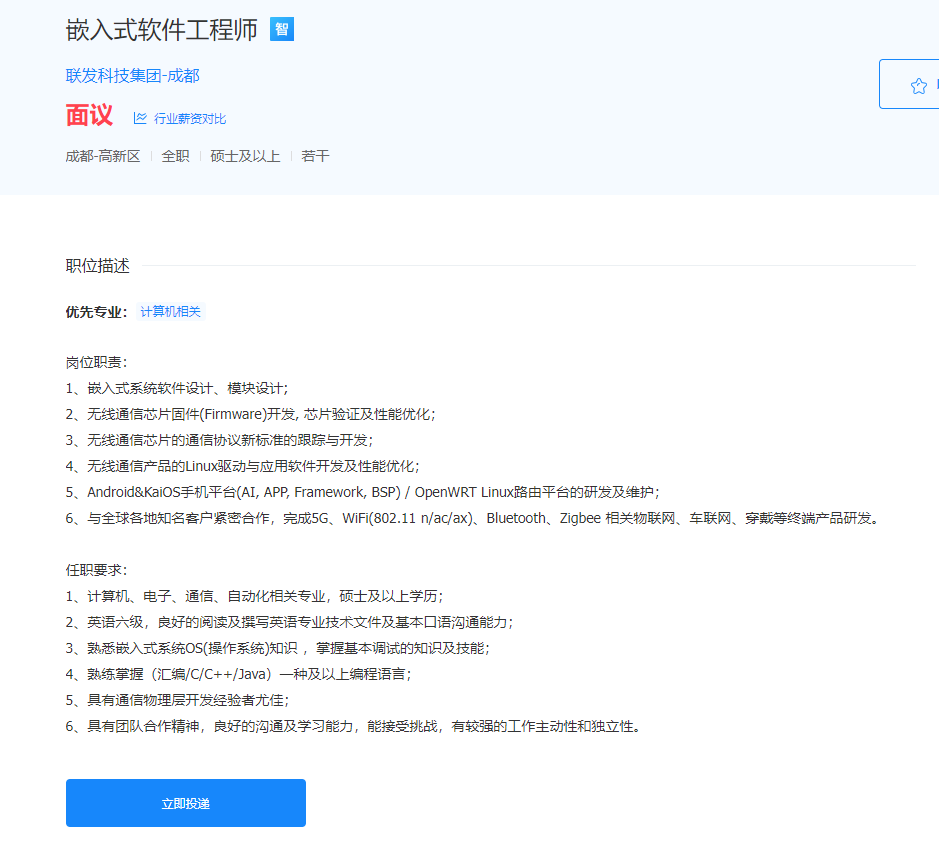 嵌入式软件工程师 智
联发科技集团-成都
面议 行业薪资对比
成都-高新区 全职 硕士及以上 若干
职位描述
优先专业： 计算机相关
岗位职责：
1、嵌入式系统软件设计、模块设计；
2、无线通信芯片固件(Firmware)开发, 芯片验证及性能优化；
3、无线通信芯片的通信协议新标准的跟踪与开发；
4、无线通信产品的Linux驱动与应用软件开发及性能优化；
5、Android&KaiOS手机平台(AI, APP, Framework, BSP) / OpenWRT Linux路由平台的研发及维护；
6、与全球各地知名客户紧密合作，完成5G、WiFi(802.11 n/ac/ax)、Bluetooth、Zigbee 相关物联网、车联网、穿戴等终端产品研发。
任职要求：
1、计算机、电子、通信、自动化相关专业，硕士及以上学历；
2、英语六级，良好的阅读及撰写英语专业技术文件及基本口语沟通能力；
3、熟悉嵌入式系统OS(操作系统)知识 ，掌握基本调试的知识及技能；
4、熟练掌握（汇编/C/C++/Java）一种及以上编程语言；
5、具有通信物理层开发经验者尤佳；
6、具有团队合作精神，良好的沟通及学习能力，能接受挑战，有较强的工作主动性和独立性。
立即投递